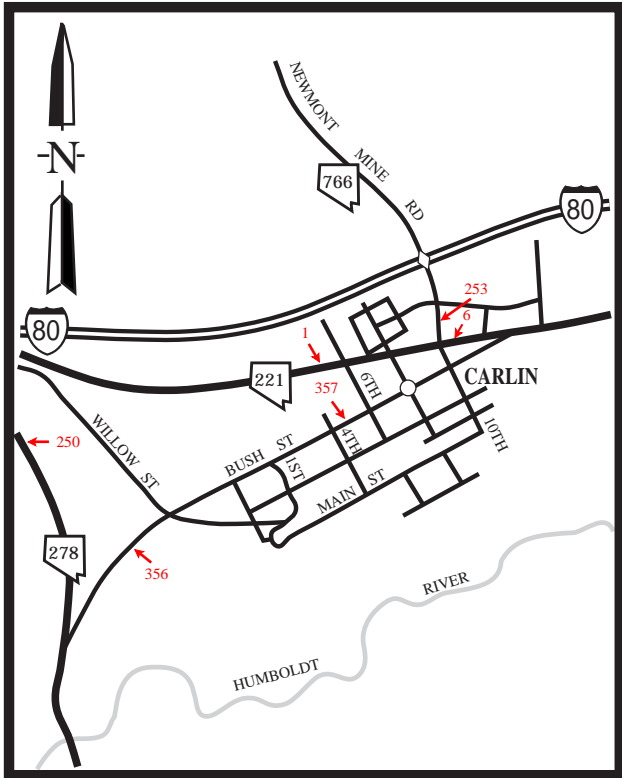 N
NEWMONT
MINE
RD
766
80
80
253
6
1
221
357
6TH
CARLIN
4TH
10TH
WILLOW
ST
BUSH
ST
1ST
MAIN
ST
250
278
356
RIVER
HUMBOLDT